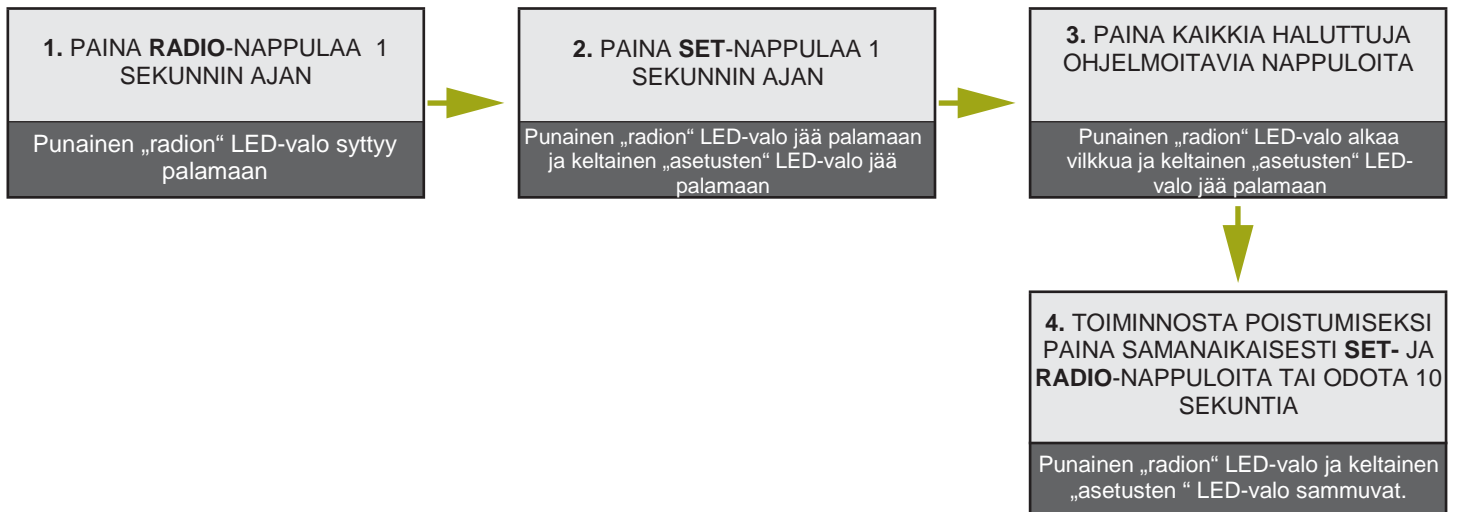 1. PAINA RADIO-NAPPULAA 1
SEKUNNIN AJAN
Punainen „radion“ LED-valo syttyy
palamaan
2. PAINA SET-NAPPULAA 1
SEKUNNIN AJAN
Punainen „radion“ LED-valo jää palamaan
ja keltainen „asetusten“ LED-valo jää
palamaan
3. PAINA KAIKKIA HALUTTUJA
OHJELMOITAVIA NAPPULOITA
Punainen „radion“ LED-valo alkaa
vilkkua ja keltainen „asetusten“ LED-
valo jää palamaan
4. TOIMINNOSTA POISTUMISEKSI
PAINA SAMANAIKAISESTI SET- JA
RADIO-NAPPULOITA TAI ODOTA 10
SEKUNTIA
Punainen „radion“ LED-valo ja keltainen
„asetusten “ LED-valo sammuvat.